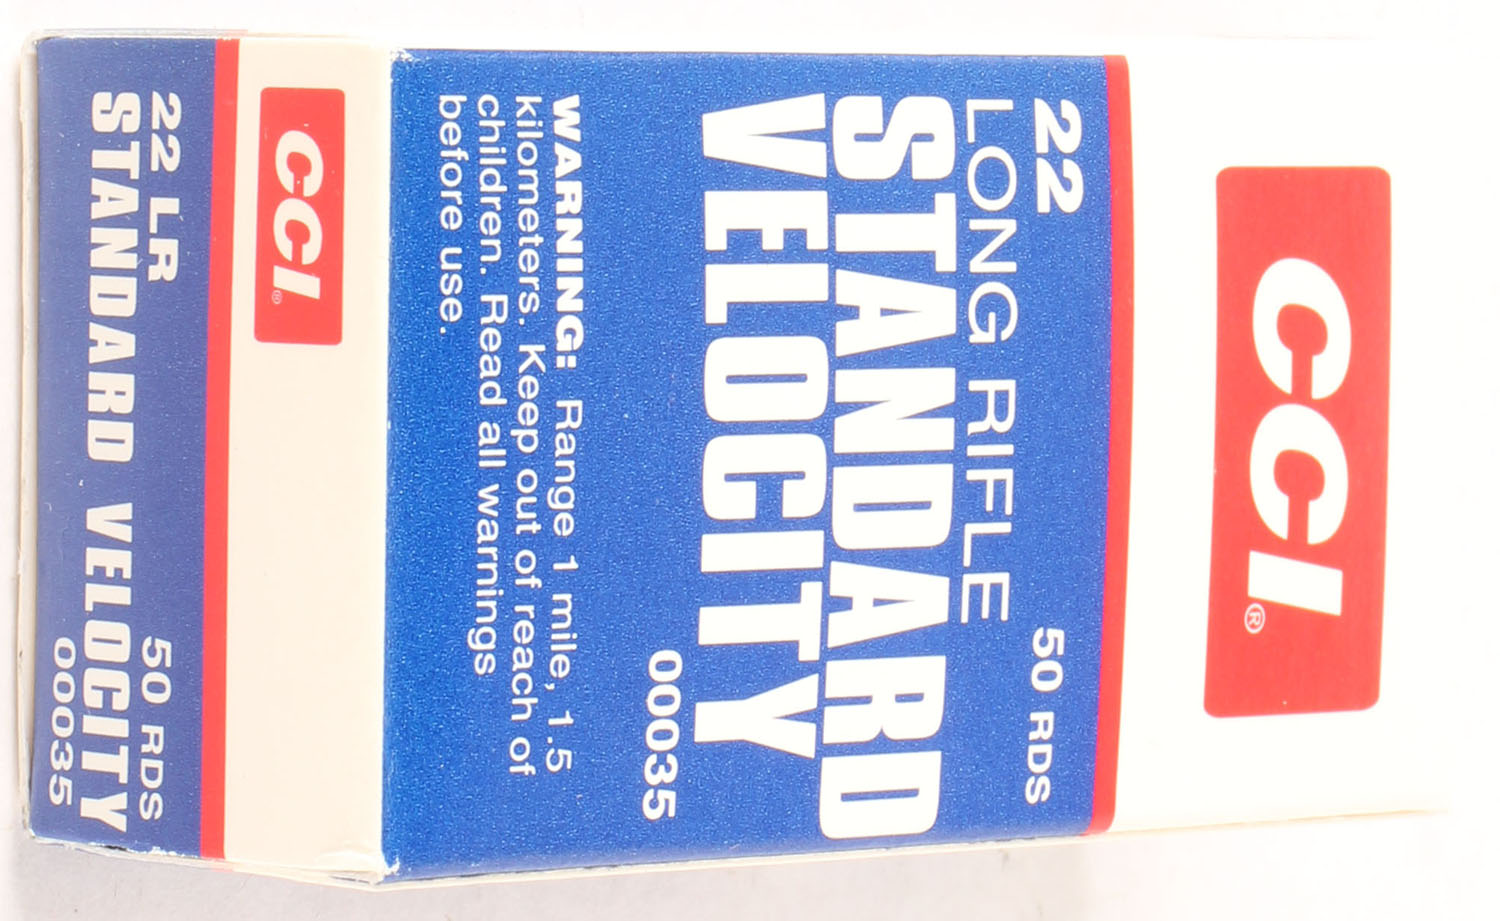 CCI®
22 50 RDS
LONG RIFLE
STANDARD
VELOCITY
00035
WARNING: Range 1 mile, 1.5
kilometers. Keep out of reach of
children. Read all warnings
before use.
CCI®
22 LR 50 RDS
STANDARD VELOCITY
00035